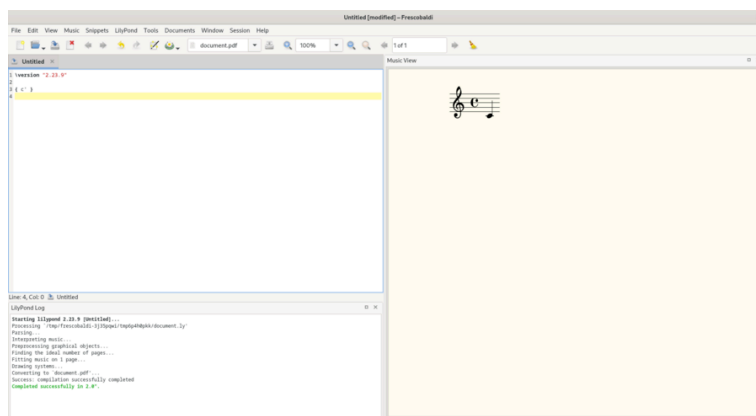 Untitled [modified] – Frescobaldi
File Edit View Music Snippets LilyPond Tools Documents Window Session Help
document.pdf 100% 1 of 1
Untitled
Music View
1 \version "2.23.9"
2
3 { c' }
4
Line: 4, Col: 0 Untitled
LilyPond Log
Starting lilypond 2.23.9 [Untitled]...
Processing `/tmp/
Parsing...
Interpreting music...
Preprocessing graphical objects...
Finding the ideal number of pages...
Fitting music on 1 page...
Drawing systems...
Converting to `document.pdf'...
Success: compilation successfully completed
Completed successfully in 1.0".